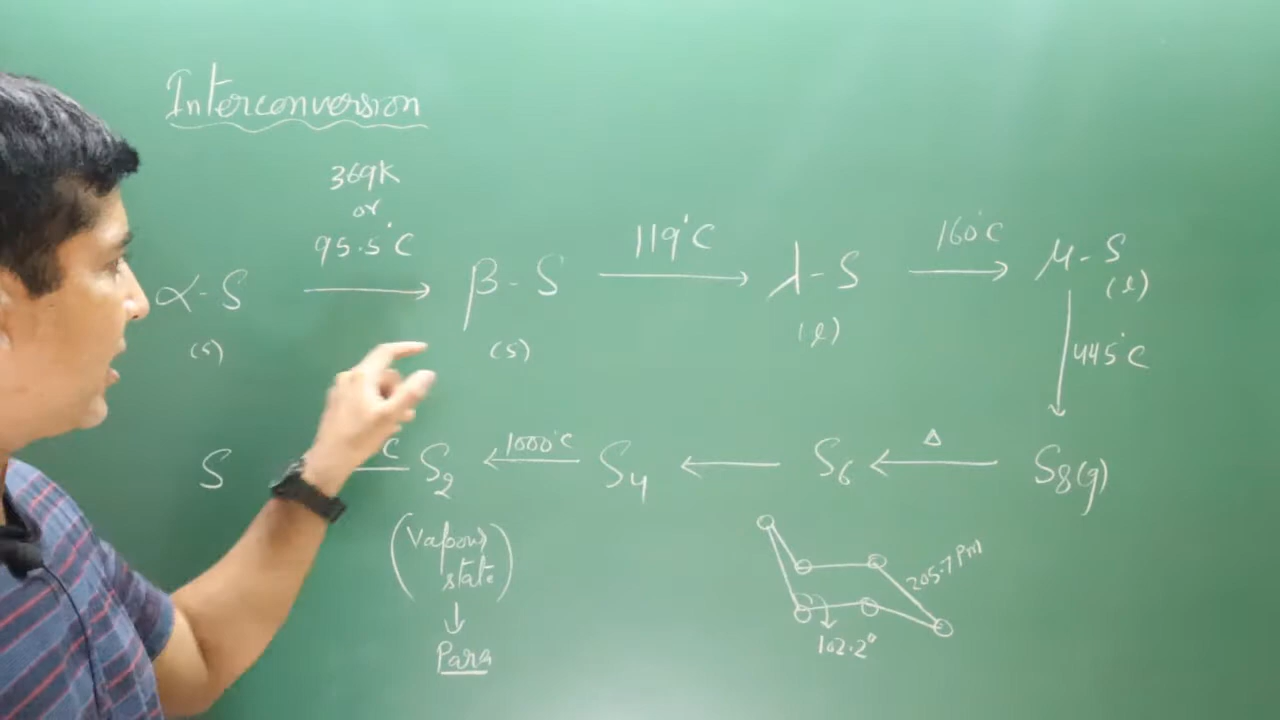 Interconversion
369K
or
95.5°C
119°C
160°C
α-S
β-S
λ-S
μ-S
(s)
(s)
(l)
(l)
445°C
S
C
S₂
1000°C
S₄
S₆
Δ
S₈(g)
(Vapour
state)
Para
205.7 Pm
102.2°